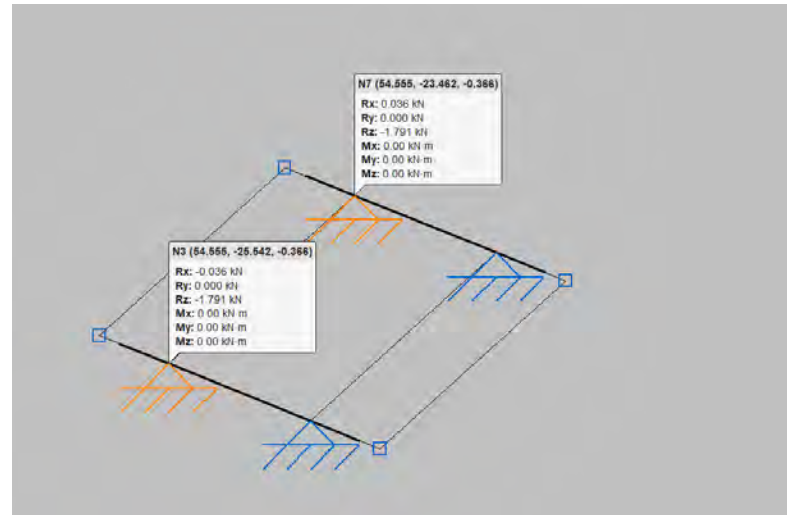 N7 (54.555, -23.462, -0.366)
Rx: 0.036 kN
Ry: 0.000 kN
Rz: -1.791 kN
Mx: 0.00 kN·m
My: 0.00 kN·m
Mz: 0.00 kN·m
N3 (54.555, -25.542, -0.366)
Rx: -0.036 kN
Ry: 0.000 kN
Rz: -1.791 kN
Mx: 0.00 kN·m
My: 0.00 kN·m
Mz: 0.00 kN·m